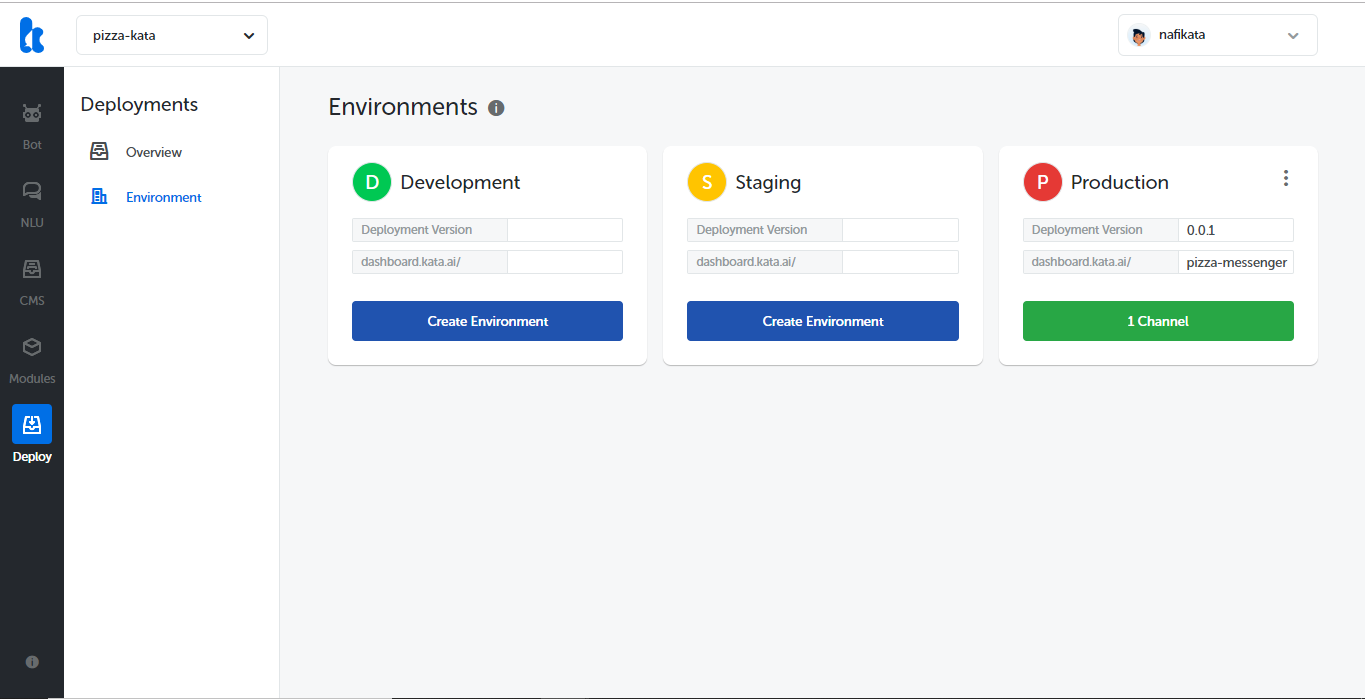 pizza-kata
nafikata
Bot
NLU
CMS
Modules
Deploy
Deployments
Overview
Environment
Environments
D Development
Deployment Version
dashboard.kata.ai/
Create Environment
S Staging
Deployment Version
dashboard.kata.ai/
Create Environment
P Production
Deployment Version 0.0.1
dashboard.kata.ai/ pizza-messenger
1 Channel